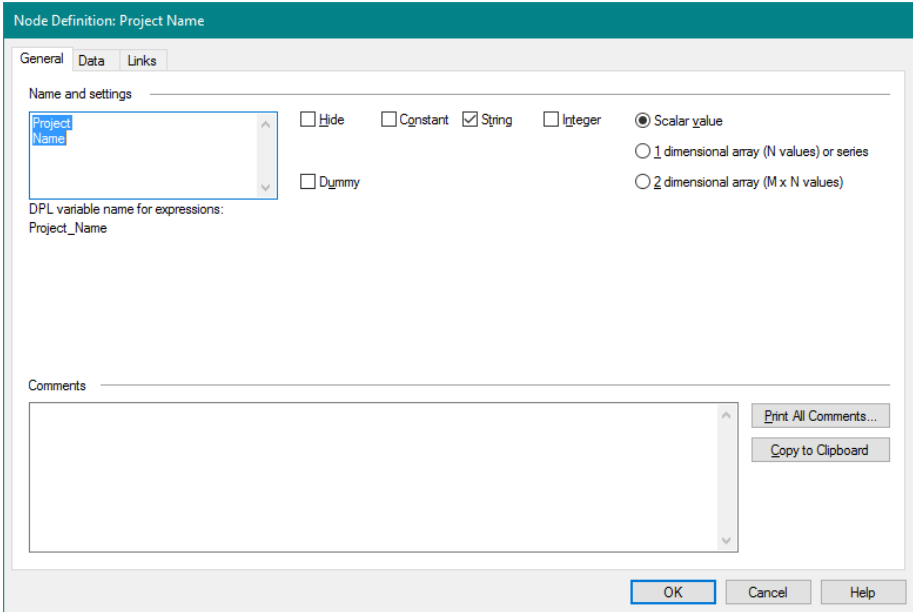 Node Definition: Project Name
General Data Links
Name and settings
Project
Name
Hide Constant String Integer
Dummy
Scalar value
1 dimensional array (N values) or series
2 dimensional array (M x N values)
DPL variable name for expressions:
Project_Name
Comments
Print All Comments...
Copy to Clipboard
OK Cancel Help